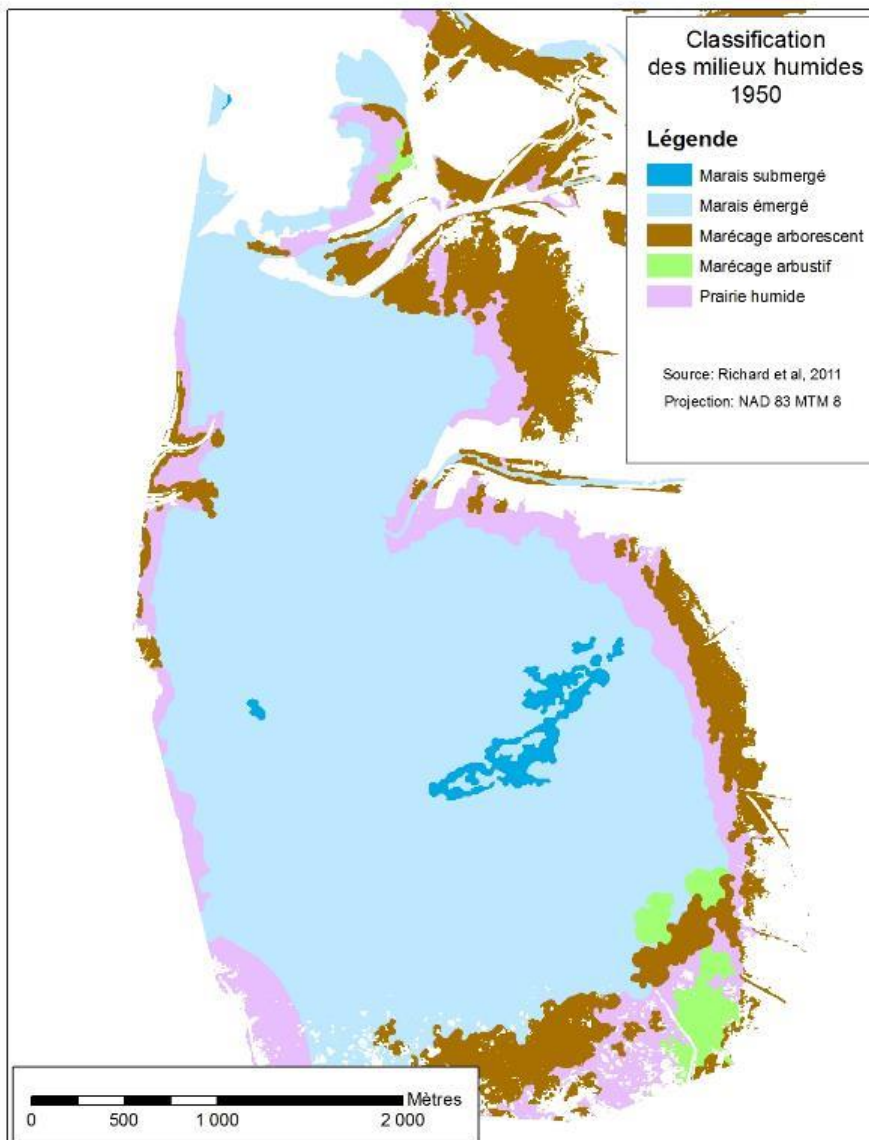 Classification
des milieux humides
1950
Légende
Marais submergé
Marais émergé
Marécage arborescent
Marécage arbustif
Prairie humide
Source: Richard et al, 2011
Projection: NAD 83 MTM 8
Mètres
0 500 1 000 2 000